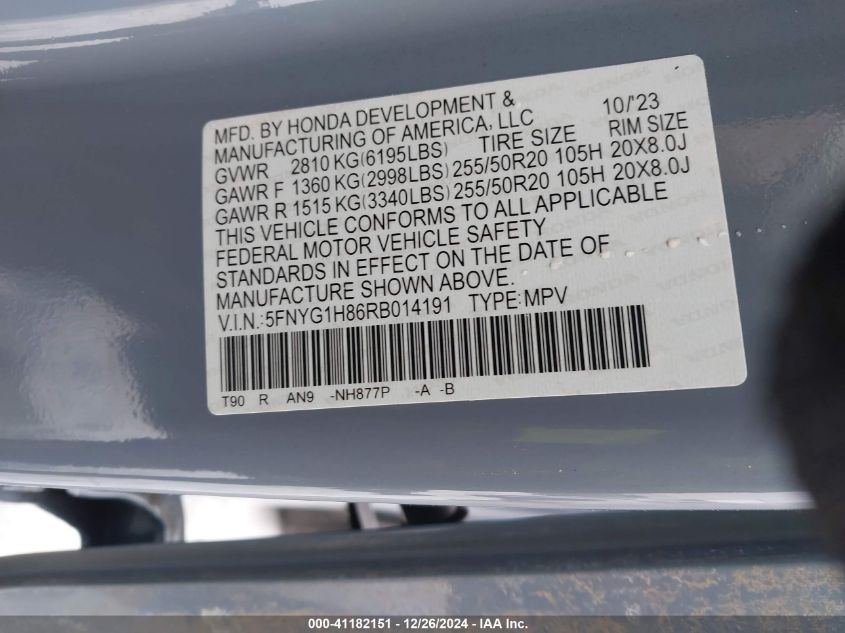 MFD. BY HONDA DEVELOPMENT & 10/'23
MANUFACTURING OF AMERICA, LLC
GVWR 2810 KG(6195LBS) TIRE SIZE RIM SIZE
GAWR F 1360 KG(2998LBS) 255/50R20 105H 20X8.0J
GAWR R 1515 KG(3340LBS) 255/50R20 105H 20X8.0J
THIS VEHICLE CONFORMS TO ALL APPLICABLE
FEDERAL MOTOR VEHICLE SAFETY
STANDARDS IN EFFECT ON THE DATE OF
MANUFACTURE SHOWN ABOVE.
V.I.N.:5FNYG1H86RB014191 TYPE: MPV
T90 R AN9 -NH877P -A -B
000-41182151 - 12/26/2024 - IAA Inc.